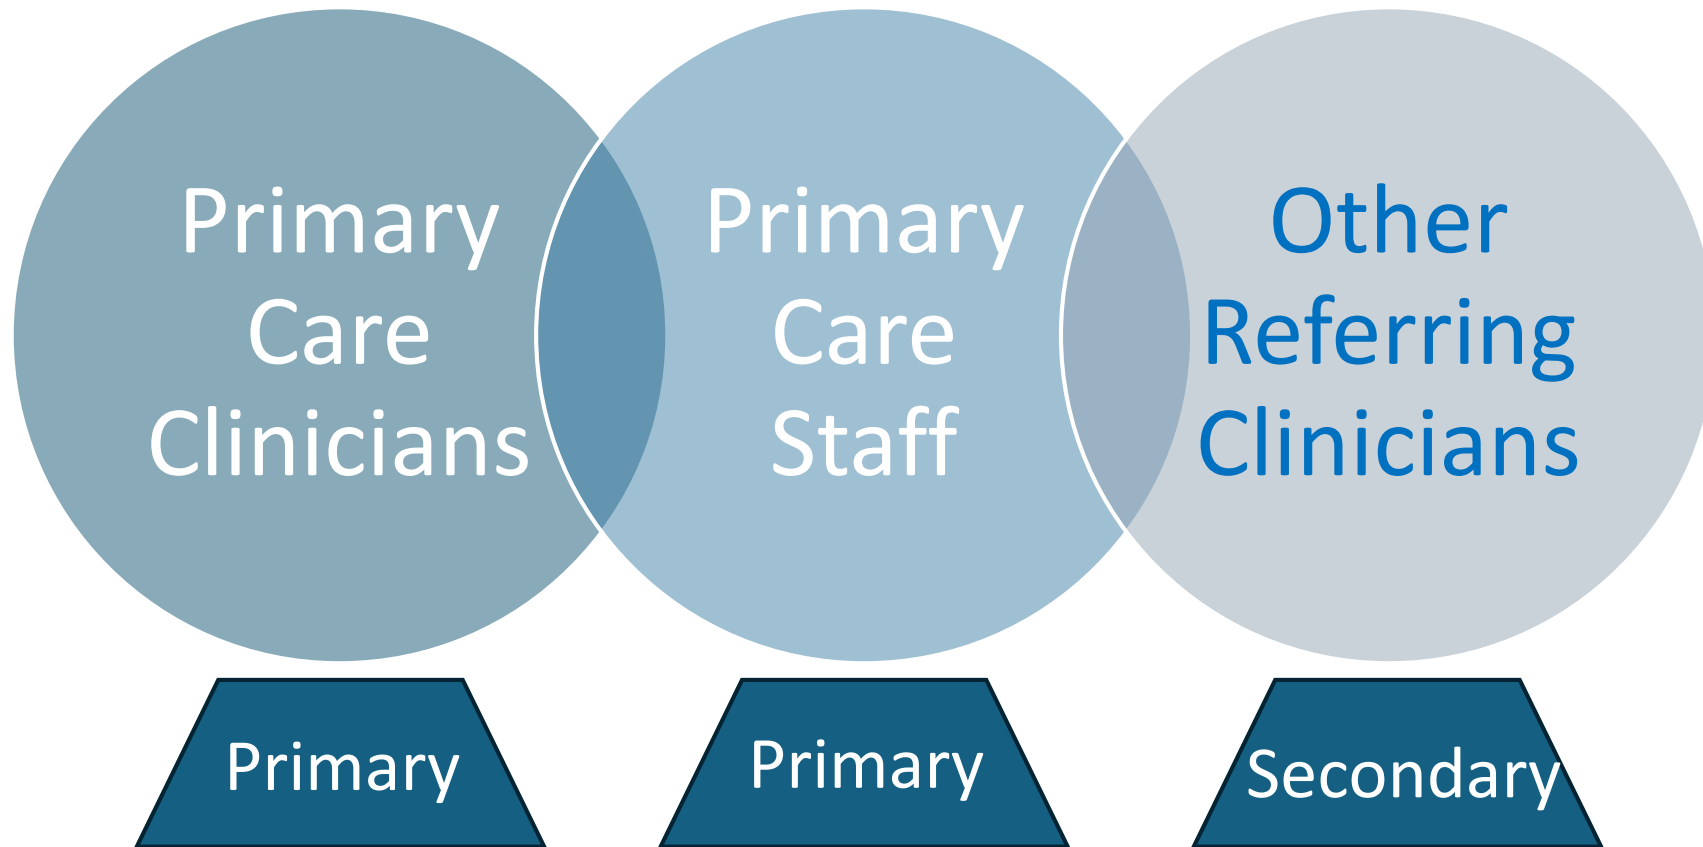 Primary
Care
Clinicians
Primary
Care
Staff
Other
Referring
Clinicians
Primary
Primary
Secondary